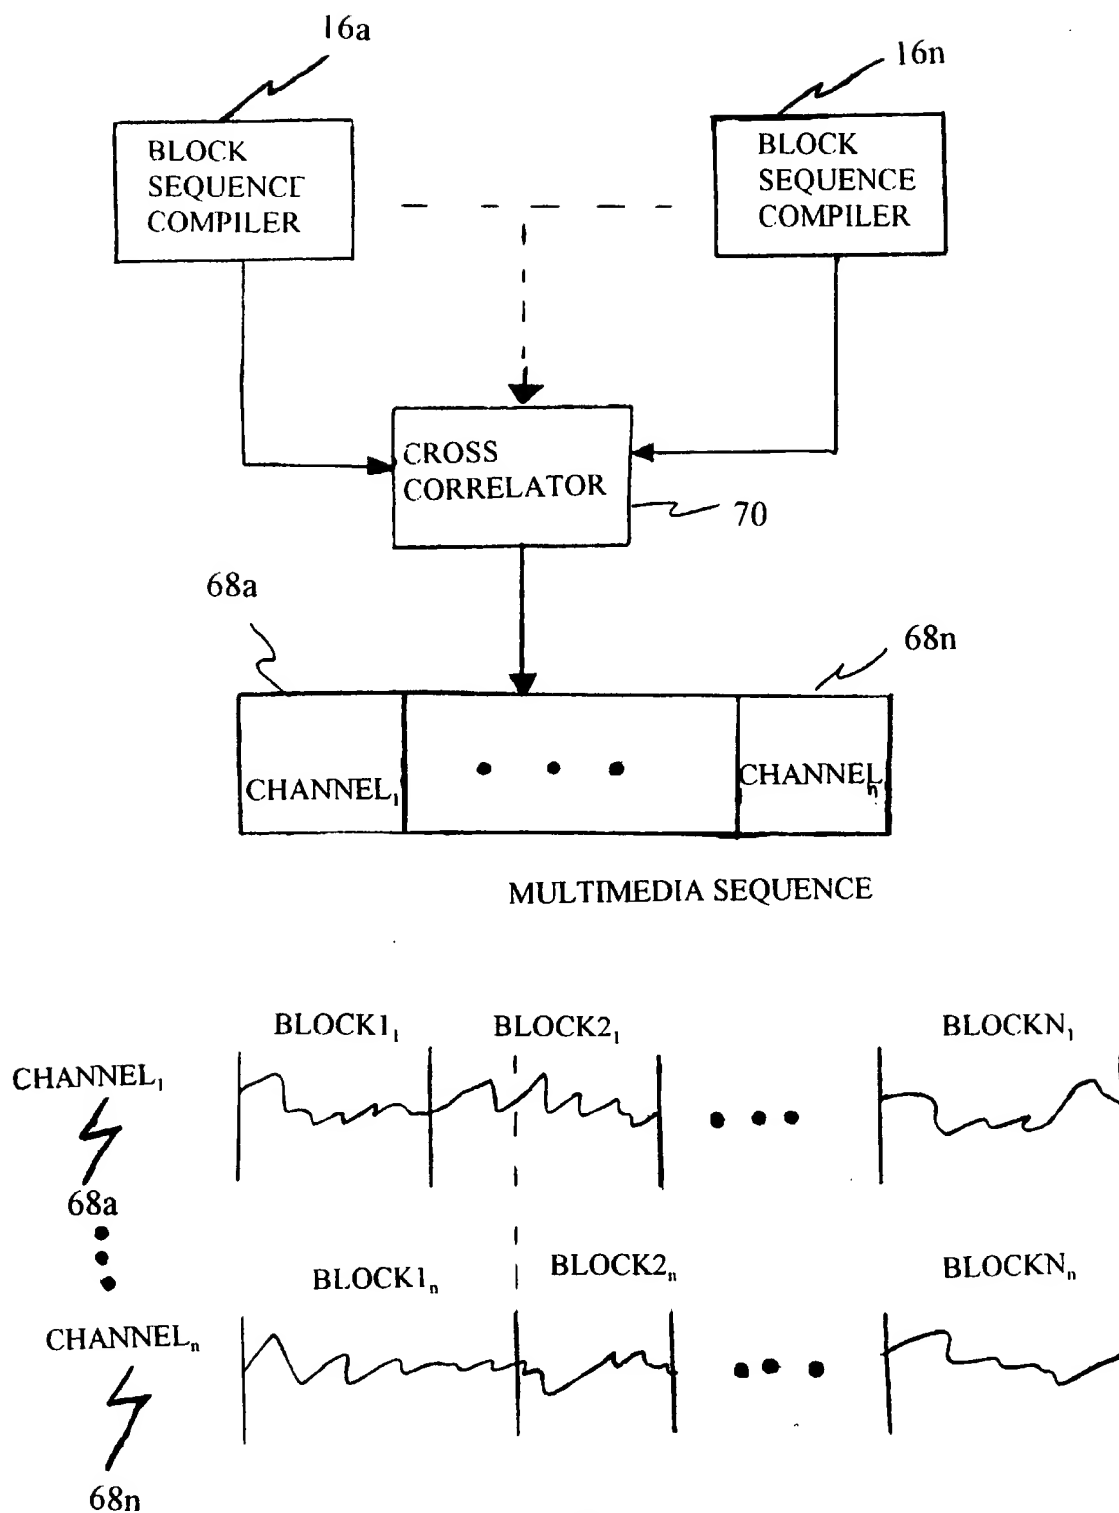 16a
16n
BLOCK
SEQUENCE
COMPILER
BLOCK
SEQUENCE
COMPILER
CROSS
CORRELATOR
70
68a
68n
CHANNEL₁
CHANNELₙ
MULTIMEDIA SEQUENCE
BLOCK1₁
BLOCK2₁
BLOCKN₁
CHANNEL₁
68a
BLOCK1ₙ
BLOCK2ₙ
BLOCKNₙ
CHANNELₙ
68n